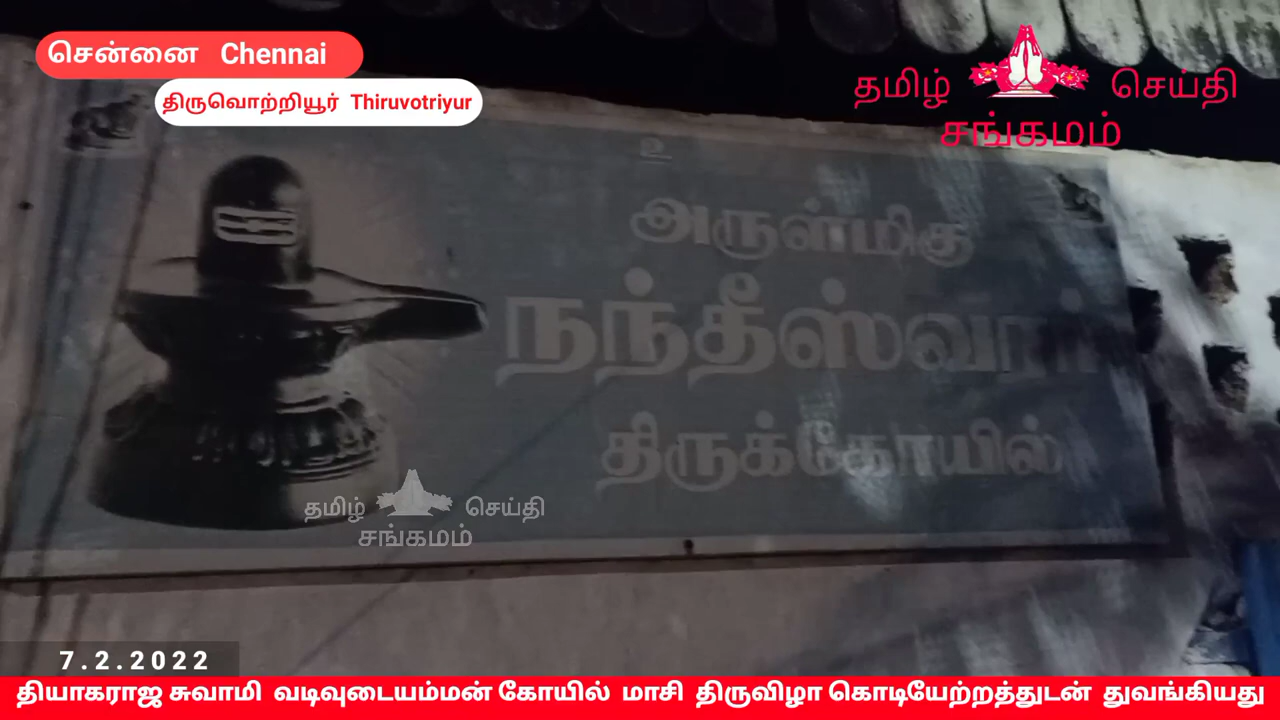 சென்னை Chennai
திருவொற்றியூர் Thiruvotriyur
தமிழ் செய்தி
சங்கமம்
உ
அருள்மிகு
நந்தீஸ்வரர்
திருக்கோயில்
தமிழ் செய்தி
சங்கமம்
7.2.2022
தியாகராஜ சுவாமி வடிவுடையம்மன் கோயில் மாசி திருவிழா கொடியேற்றத்துடன் துவங்கியது